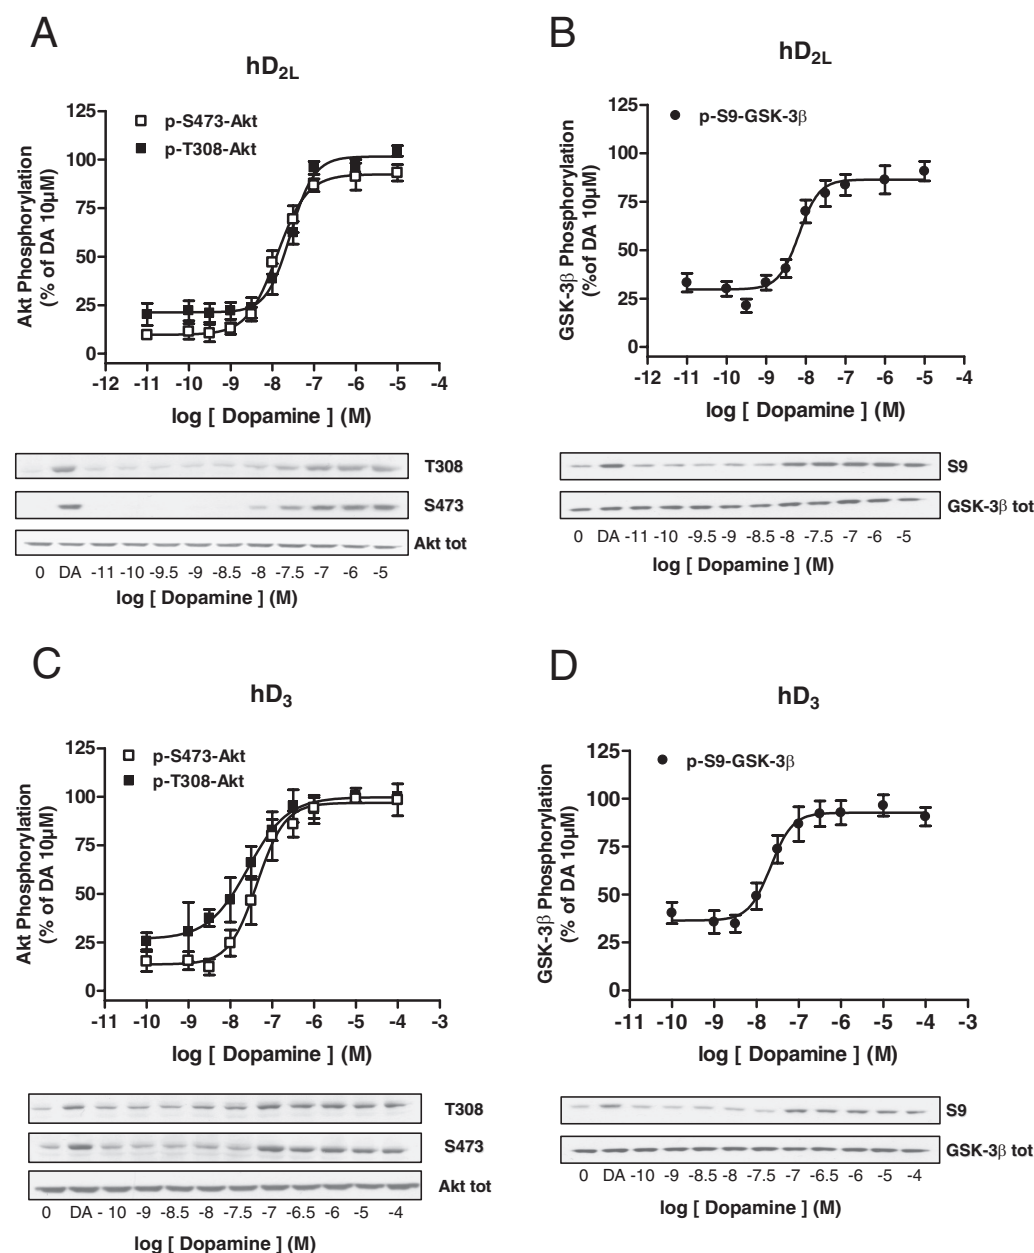 A
hD2L
p-S473-Akt
p-T308-Akt
Akt Phosphorylation
(% of DA 10μM)
125
100
75
50
25
0
-12 -11 -10 -9 -8 -7 -6 -5 -4
log [ Dopamine ] (M)
T308
S473
Akt tot
0 DA -11 -10 -9.5 -9 -8.5 -8 -7.5 -7 -6 -5
log [ Dopamine ] (M)
B
hD2L
p-S9-GSK-3β
GSK-3β Phosphorylation
(%of DA 10μM)
125
100
75
50
25
0
-12 -11 -10 -9 -8 -7 -6 -5 -4
log [ Dopamine ] (M)
S9
GSK-3β tot
0 DA -11 -10 -9.5 -9 -8.5 -8 -7.5 -7 -6 -5
log [ Dopamine ] (M)
C
hD3
p-S473-Akt
p-T308-Akt
Akt Phosphorylation
(% of DA 10μM)
125
100
75
50
25
0
-11 -10 -9 -8 -7 -6 -5 -4 -3
log [ Dopamine ] (M)
T308
S473
Akt tot
0 DA - 10 -9 -8.5 -8 -7.5 -7 -6.5 -6 -5 -4
log [ Dopamine ] (M)
D
hD3
p-S9-GSK-3β
GSK-3β Phosphorylation
(% of DA 10μM)
125
100
75
50
25
0
-11 -10 -9 -8 -7 -6 -5 -4 -3
log [ Dopamine ] (M)
S9
GSK-3β tot
0 DA -10 -9 -8.5 -8 -7.5 -7 -6.5 -6 -5 -4
log [ Dopamine ] (M)